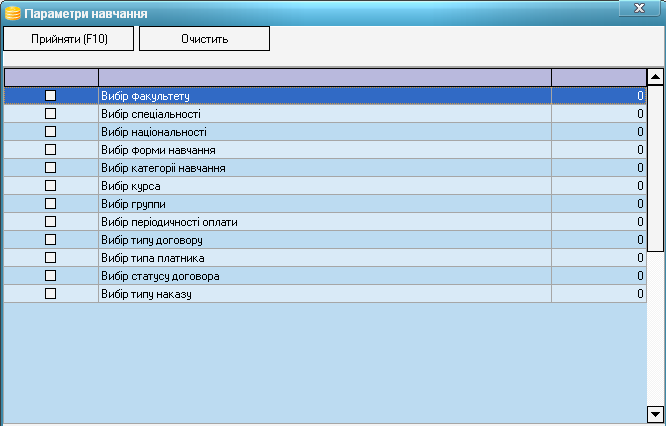 Параметри навчання
Прийняти (F10) Очистить
Вибір факультету 0
Вибір спеціальності 0
Вибір національності 0
Вибір форми навчання 0
Вибір категорії навчання 0
Вибір курса 0
Вибір группи 0
Вибір періодичності оплати 0
Вибір типу договору 0
Вибір типа платника 0
Вибір статусу договора 0
Вибір типу наказу 0